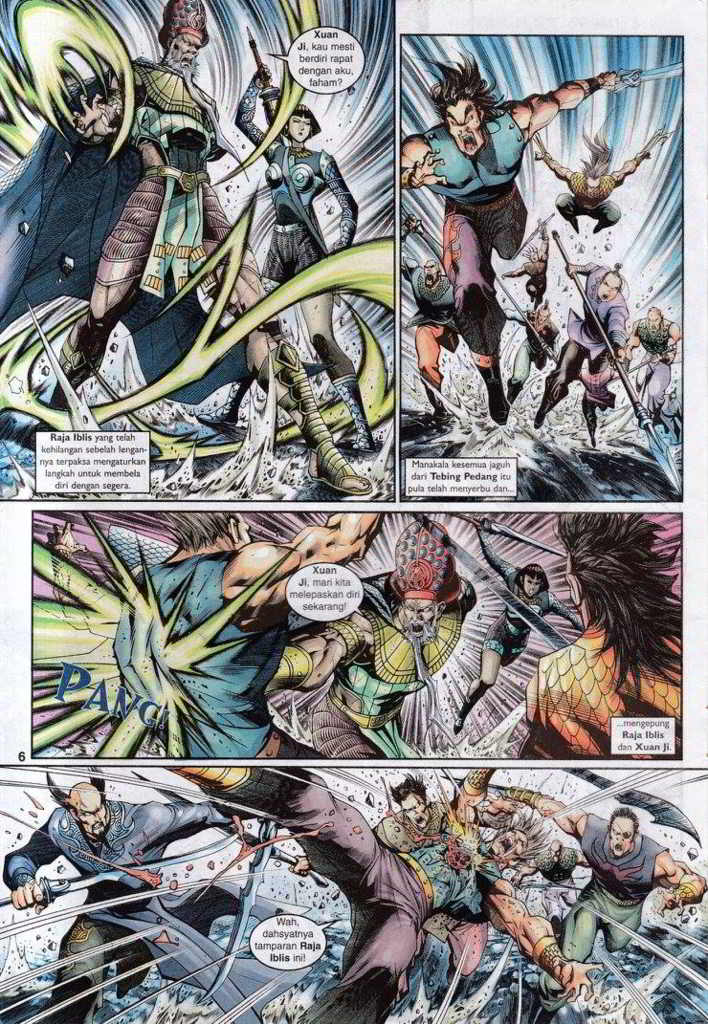 Xuan
Ji, kau mesti
berdiri rapat
dengan aku,
faham?
Raja Iblis yang telah
kehilangan sebelah lengan-
nya terpaksa mengaturkan
langkah untuk membela
diri dengan segera.
Manakala kesemua jaguh
dari Tebing Pedang itu
pula telah menyerbu dan...
Xuan
Ji, mari kita
melepaskan diri
sekarang!
PANG!
...mengepung
Raja Iblis
dan Xuan Ji.
6
Wah,
dahsyatnya
tamparan Raja
Iblis ini!